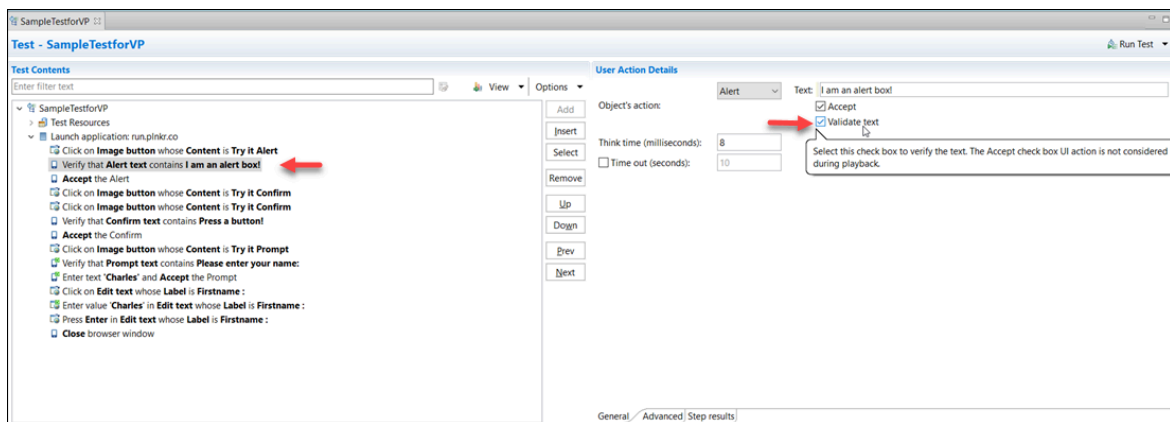 SampleTestforVP
Test - SampleTestforVP
Run Test
Test Contents
Enter filter text
View
Options
SampleTestforVP
Test Resources
Launch application: run.plnkr.co
Click on Image button whose Content is Try it Alert
Verify that Alert text contains I am an alert box!
Accept the Alert
Click on Image button whose Content is Try it Confirm
Click on Image button whose Content is Try it Confirm
Verify that Confirm text contains Press a button!
Accept the Confirm
Click on Image button whose Content is Try it Prompt
Verify that Prompt text contains Please enter your name:
Enter text 'Charles' and Accept the Prompt
Click on Edit text whose Label is Firstname :
Enter value 'Charles' in Edit text whose Label is Firstname :
Press Enter in Edit text whose Label is Firstname :
Close browser window
Add
Insert
Select
Remove
Up
Down
Prev
Next
User Action Details
Alert
Text: I am an alert box!
Object's action:
Accept
Validate text
Think time (milliseconds): 8
Time out (seconds): 10
Select this check box to verify the text. The Accept check box UI action is not considered
during playback.
General
Advanced
Step results